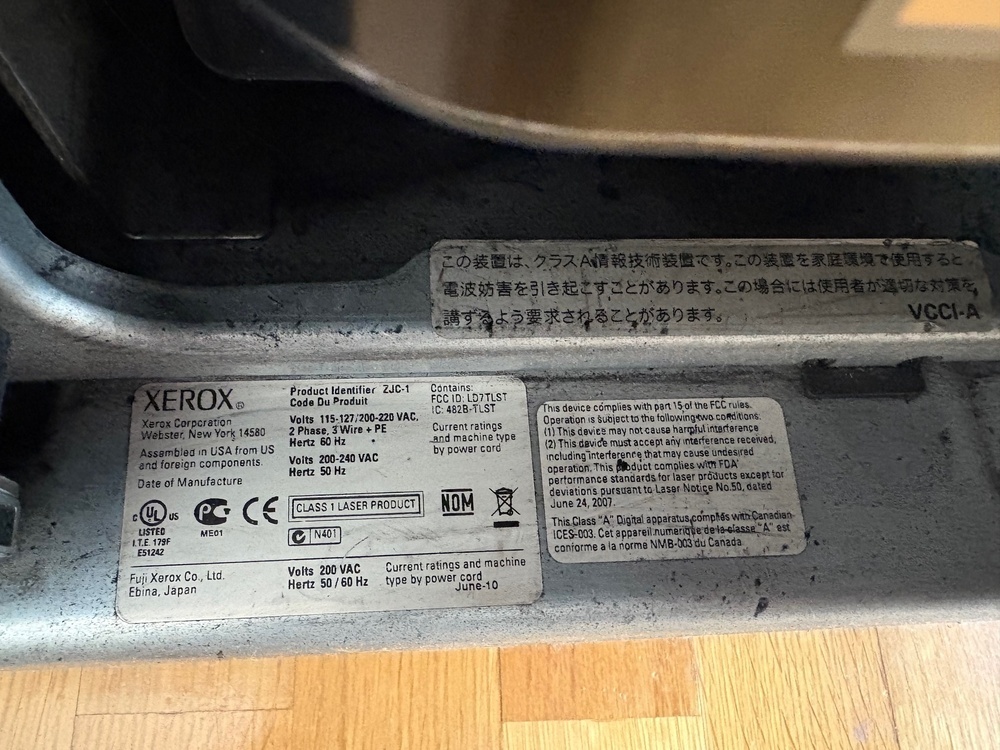 この装置は、クラスA情報技術装置です。この装置を家庭環境で使用すると
電波妨害を引き起こすことがあります。この場合には使用者が適切な対策を
講ずるよう要求されることがあります。
VCCI-A
XEROX®
Xerox Corporation
Webster, New York 14580
Assembled in USA from US
and foreign components.
Date of Manufacture
Product Identifier ZJC-1
Code Du Produit
Volts 115-127/200-220 VAC,
2 Phase, 3 Wire + PE
Hertz 60 Hz
Volts 200-240 VAC
Hertz 50 Hz
Contains:
FCC ID: LD7TLST
IC: 482B-TLST
Current ratings
and machine type
by power cord
C UL US
LISTED
I.T.E. 179F
E51242
ME01
CE
CLASS 1 LASER PRODUCT
N401
NOM
Fuji Xerox Co., Ltd.
Ebina, Japan
Volts 200 VAC
Hertz 50 / 60 Hz
Current ratings and machine
type by power cord
June-10
This device complies with part 15 of the FCC rules.
Operation is subject to the following two conditions:
(1) This device may not cause harmful interference
(2) This device must accept any interference received,
including interference that may cause undesired
operation. This product complies with FDA
performance standards for laser products except for
deviations pursuant to Laser Notice No.50, dated
June 24, 2007.
This Class "A" Digital apparatus complies with Canadian
ICES-003. Cet appareil numerique de la classe "A" est
conforme a la norme NMB-003 du Canada